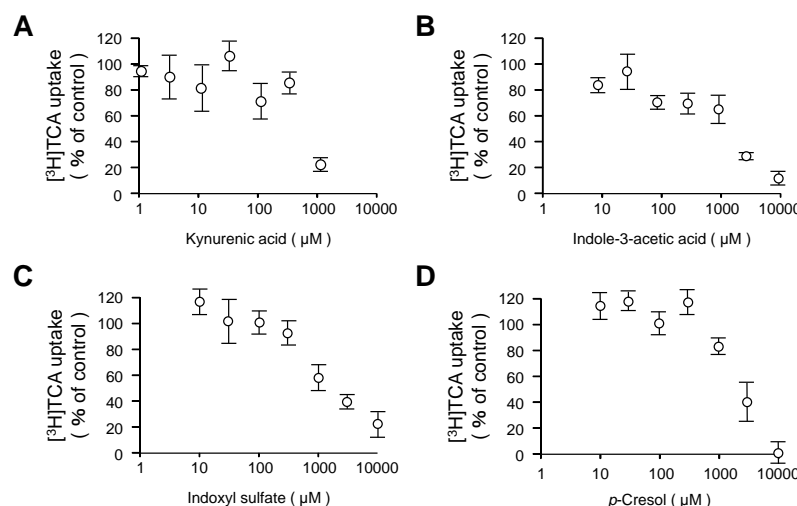 A
[³H]TCA uptake
( % of control )
120
100
80
60
40
20
0
1 10 100 1000 10000
Kynurenic acid ( µM )
B
[³H]TCA uptake
( % of control )
120
100
80
60
40
20
0
1 10 100 1000 10000
Indole-3-acetic acid ( µM )
C
[³H]TCA uptake
( % of control )
120
100
80
60
40
20
0
1 10 100 1000 10000
Indoxyl sulfate ( µM )
D
[³H]TCA uptake
( % of control )
120
100
80
60
40
20
0
1 10 100 1000 10000
p-Cresol ( µM )